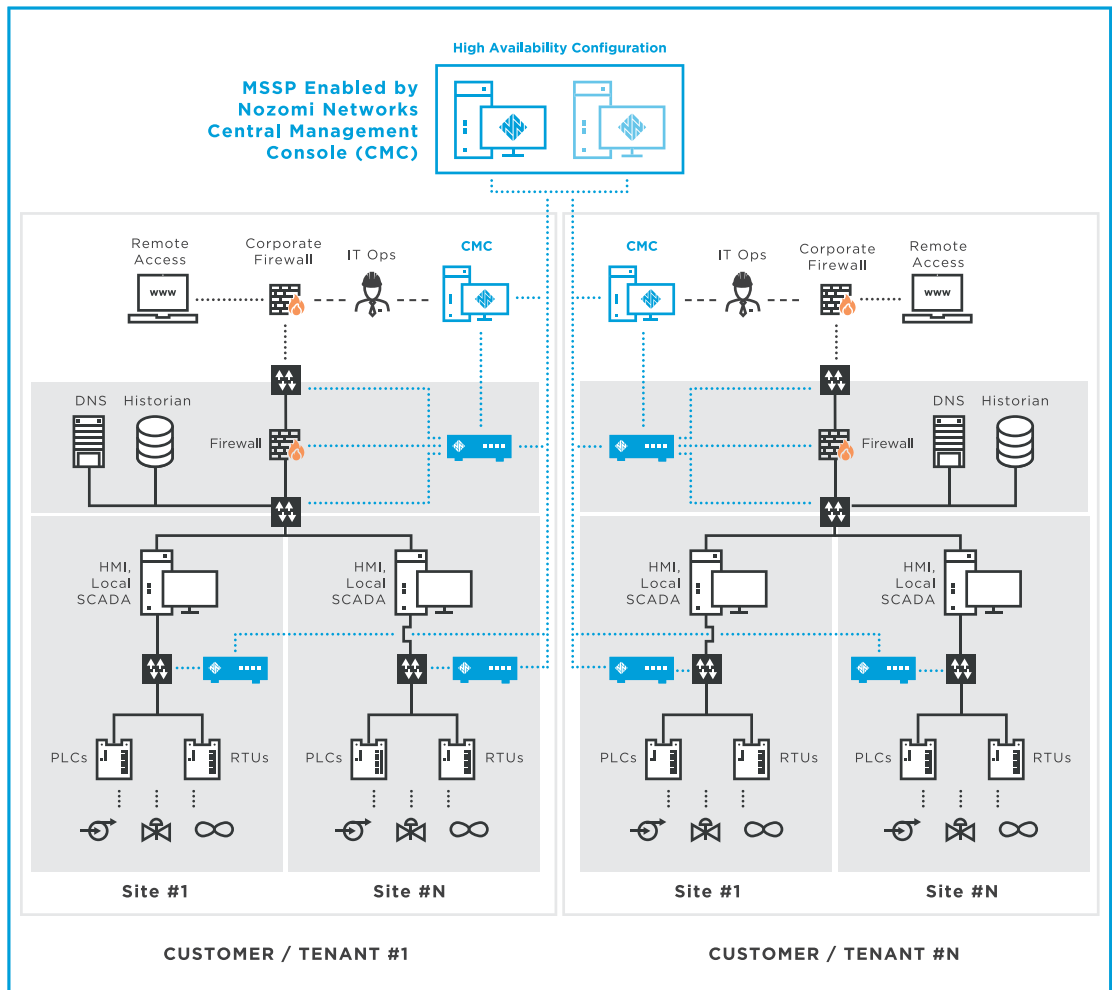 High Availability Configuration
MSSP Enabled by
Nozomi Networks
Central Management
Console (CMC)
Remote
Access
Corporate
Firewall
IT Ops
CMC
www
DNS
Historian
Firewall
HMI,
Local
SCADA
HMI,
Local
SCADA
PLCs
RTUs
PLCs
RTUs
Site #1
Site #N
CUSTOMER / TENANT #1
CMC
IT Ops
Corporate
Firewall
Remote
Access
www
Firewall
DNS
Historian
HMI,
Local
SCADA
HMI,
Local
SCADA
PLCs
RTUs
PLCs
RTUs
Site #1
Site #N
CUSTOMER / TENANT #N